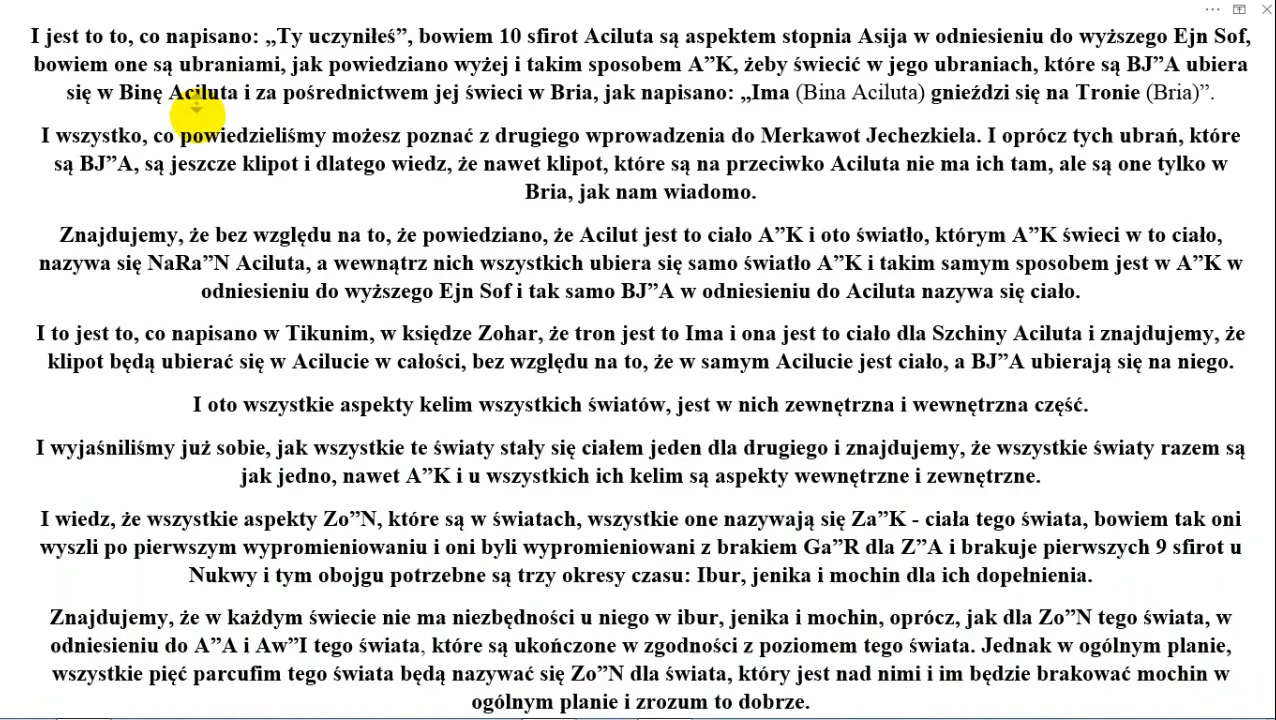 I jest to to, co napisano: „Ty uczyniłeś”, bowiem 10 sfirot Aciluta są aspektem stopnia Asija w odniesieniu do wyższego Ejn Sof,
bowiem one są ubraniami, jak powiedziano wyżej i takim sposobem A”K, żeby świecić w jego ubraniach, które są BJ”A ubiera
się w Binę Aciluta i za pośrednictwem jej świeci w Bria, jak napisano: „Ima (Bina Aciluta) gnieździ się na Tronie (Bria)”.
I wszystko, co powiedzieliśmy możesz poznać z drugiego wprowadzenia do Merkawot Jechezkiela. I oprócz tych ubrań, które
są BJ”A, są jeszcze klipot i dlatego wiedz, że nawet klipot, które są na przeciwko Aciluta nie ma ich tam, ale są one tylko w
Bria, jak nam wiadomo.
Znajdujemy, że bez względu na to, że powiedziano, że Acilut jest to ciało A”K i oto światło, którym A”K świeci w to ciało,
nazywa się NaRa”N Aciluta, a wewnątrz nich wszystkich ubiera się samo światło A”K i takim samym sposobem jest w A”K w
odniesieniu do wyższego Ejn Sof i tak samo BJ”A w odniesieniu do Aciluta nazywa się ciało.
I to jest to, co napisano w Tikunim, w księdze Zohar, że tron jest to Ima i ona jest to ciało dla Szchiny Aciluta i znajdujemy, że
klipot będą ubierać się w Acilucie w całości, bez względu na to, że w samym Acilucie jest ciało, a BJ”A ubierają się na niego.
I oto wszystkie aspekty kelim wszystkich światów, jest w nich zewnętrzna i wewnętrzna część.
I wyjaśniliśmy już sobie, jak wszystkie te światy stały się ciałem jeden dla drugiego i znajdujemy, że wszystkie światy razem są
jak jedno, nawet A”K i u wszystkich ich kelim są aspekty wewnętrzne i zewnętrzne.
I wiedz, że wszystkie aspekty Zo”N, które są w światach, wszystkie one nazywają się Za”K - ciała tego świata, bowiem tak oni
wyszli po pierwszym wypromieniowaniu i oni byli wypromieniowani z brakiem Ga”R dla Z”A i brakuje pierwszych 9 sfirot u
Nukwy i tym obojgu potrzebne są trzy okresy czasu: Ibur, jenika i mochin dla ich dopełnienia.
Znajdujemy, że w każdym świecie nie ma niezbędności u niego w ibur, jenika i mochin, oprócz, jak dla Zo”N tego świata, w
odniesieniu do A”A i Aw”I tego świata, które są ukończone w zgodności z poziomem tego świata. Jednak w ogólnym planie,
wszystkie pięć parcufim tego świata będą nazywać się Zo”N dla świata, który jest nad nimi i im będzie brakować mochin w
ogólnym planie i zrozum to dobrze.